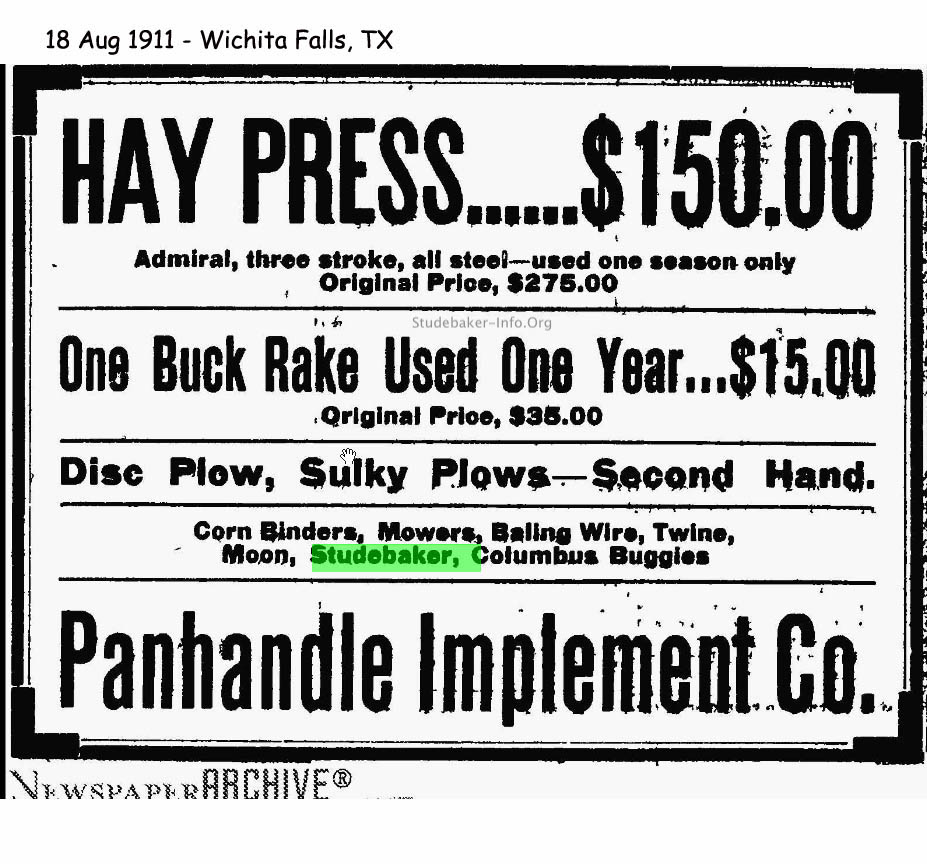 18 Aug 1911 - Wichita Falls, TX
HAY PRESS......$150.00
Admiral, three stroke, all steel—used one season only
Original Price, $275.00
Studebaker-Info.Org
One Buck Rake Used One Year...$15.00
Original Price, $35.00
Disc Plow, Sulky Plows—Second Hand.
Corn Binders, Mowers, Baling Wire, Twine,
Moon, Studebaker, Columbus Buggies
Panhandle Implement Co.
NEWSPAPERARCHIVE®